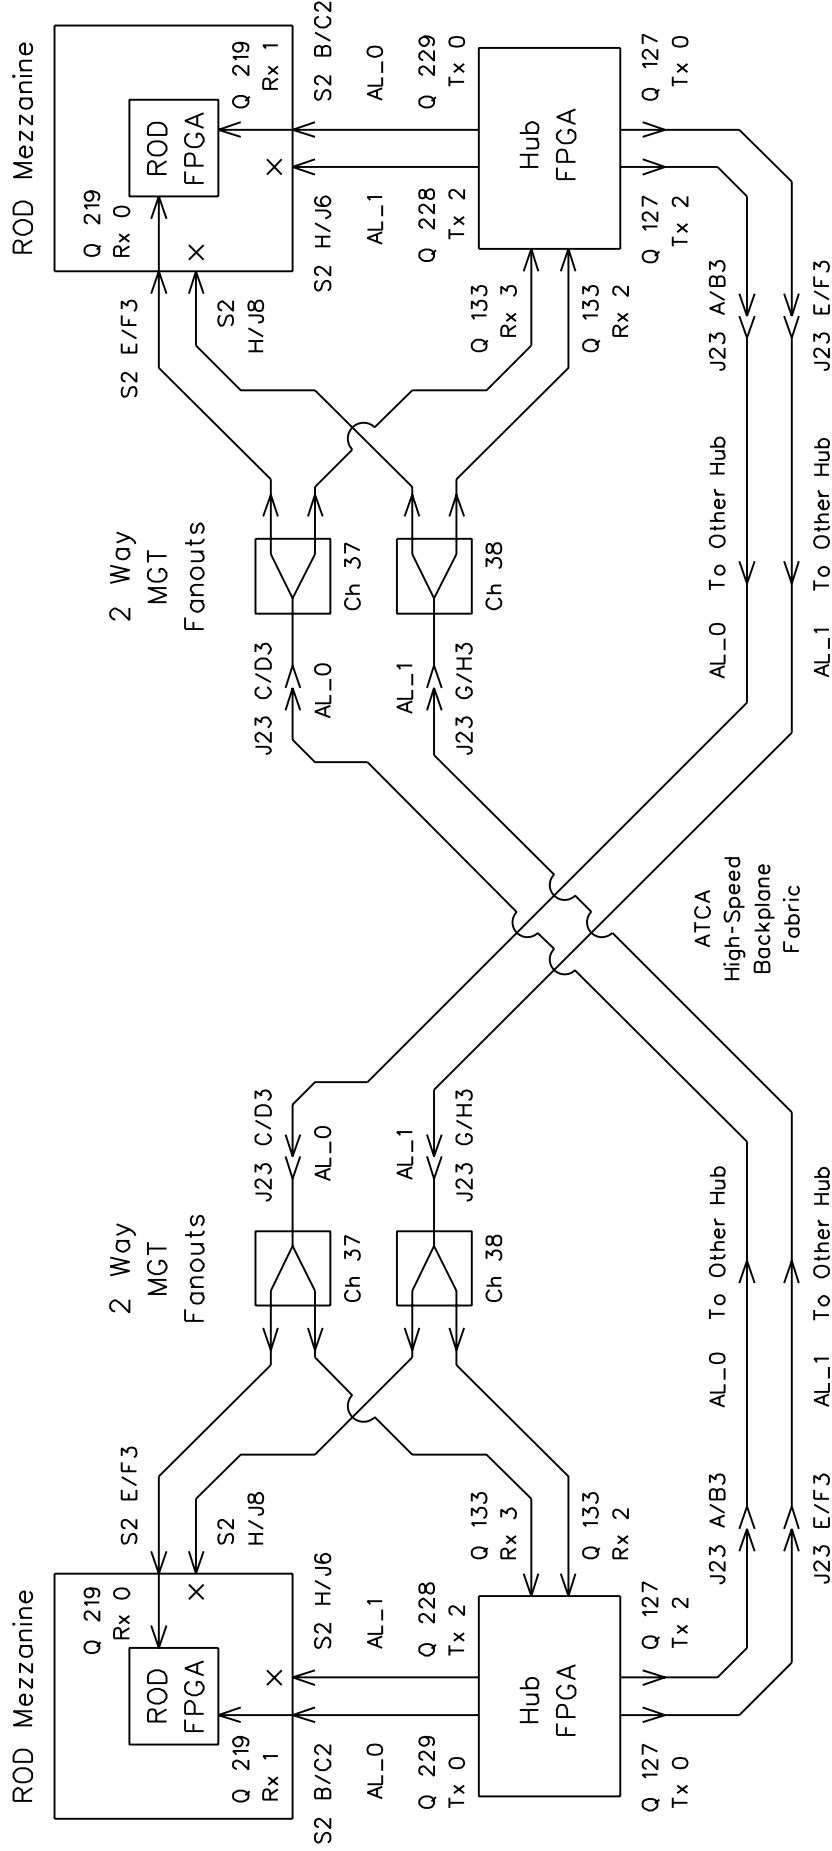 ROD Mezzanine
Q 219
Rx 0
ROD
FPGA
Q 219
Rx 1
S2 E/F3
S2
H/J8
S2 B/C2
S2 H/J6
AL_0
AL_1
Q 229
Tx 0
Q 228
Tx 2
Hub
FPGA
Q 133
Rx 3
Q 133
Rx 2
Q 127
Tx 0
Q 127
Tx 2
2 Way
MGT
Fanouts
Ch 37
Ch 38
J23 C/D3
AL_0
AL_1
J23 G/H3
J23 A/B3
AL_0 To Other Hub
J23 E/F3
AL_1 To Other Hub
ATCA
High-Speed
Backplane
Fabric
2 Way
MGT
Fanouts
Ch 37
Ch 38
J23 C/D3
AL_0
AL_1
J23 G/H3
ROD Mezzanine
Q 219
Rx 0
ROD
FPGA
Q 219
Rx 1
S2 E/F3
S2
H/J8
S2 B/C2
S2 H/J6
AL_0
AL_1
Q 229
Tx 0
Q 228
Tx 2
Hub
FPGA
Q 133
Rx 3
Q 133
Rx 2
Q 127
Tx 0
Q 127
Tx 2
J23 A/B3
AL_0 To Other Hub
J23 E/F3
AL_1 To Other Hub